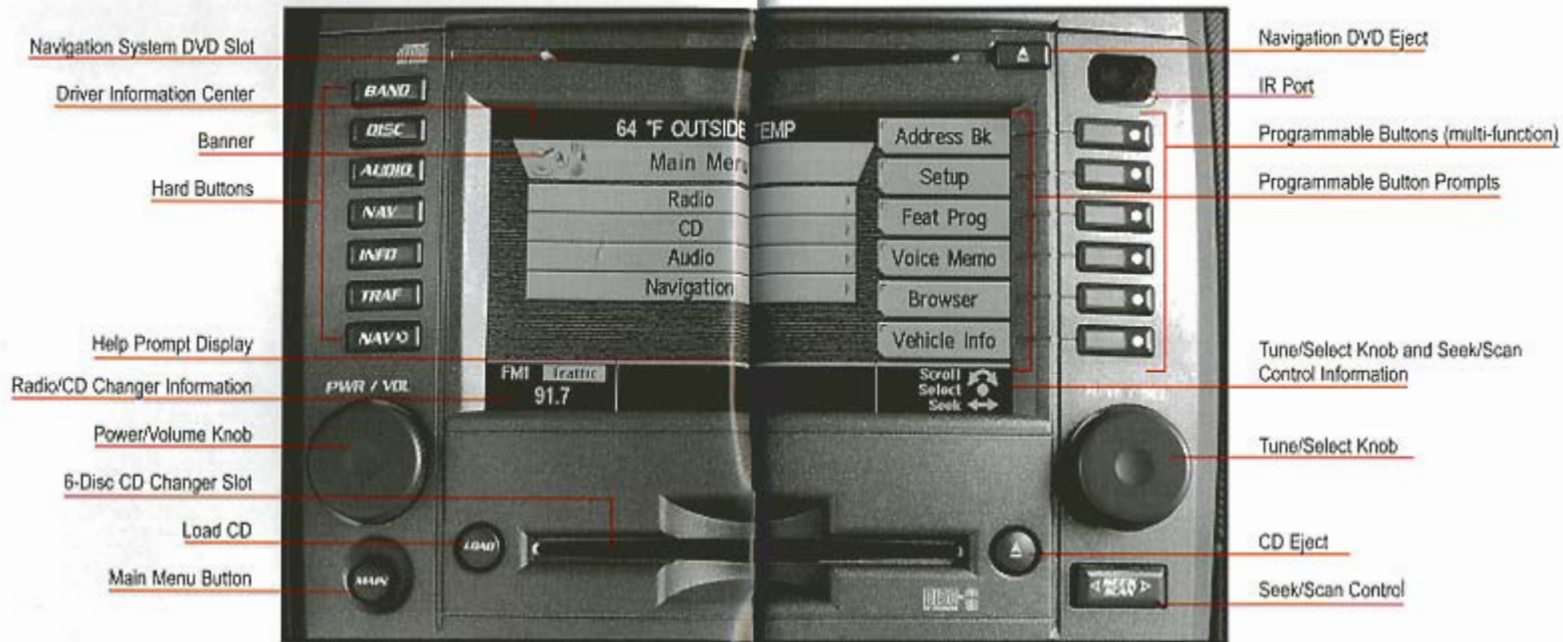 Navigation System DVD Slot
Driver Information Center
Banner
Hard Buttons
Help Prompt Display
Radio/CD Changer Information
Power/Volume Knob
6-Disc CD Changer Slot
Load CD
Main Menu Button
BAND
DISC
AUDIO
NAV
INFO
TRAF
NAV
PWR / VOL
LOAD
MAIN
64 °F OUTSIDE TEMP
Main Men
Radio
CD
Audio
Navigation
Address Bk
Setup
Feat Prog
Voice Memo
Browser
Vehicle Info
FM1 Traffic
91.7
Scroll
Select
Seek
SEEK
SCAN
Navigation DVD Eject
IR Port
Programmable Buttons (multi-function)
Programmable Button Prompts
Tune/Select Knob and Seek/Scan
Control Information
Tune/Select Knob
CD Eject
Seek/Scan Control